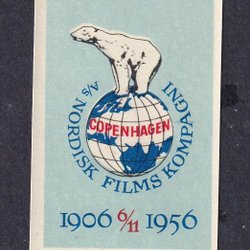 COPENHAGEN
A/S NORDISK FILMS KOMPAGNI
1906 6/11 1956